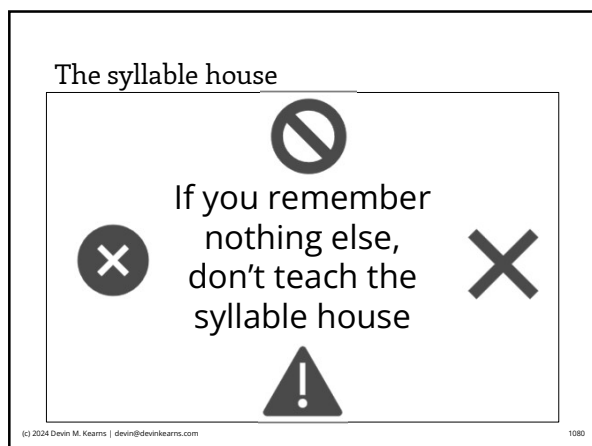 The syllable house
If you remember
nothing else,
don’t teach the
syllable house
(c) 2024 Devin M. Kearns | devin@devinkearns.com
1080